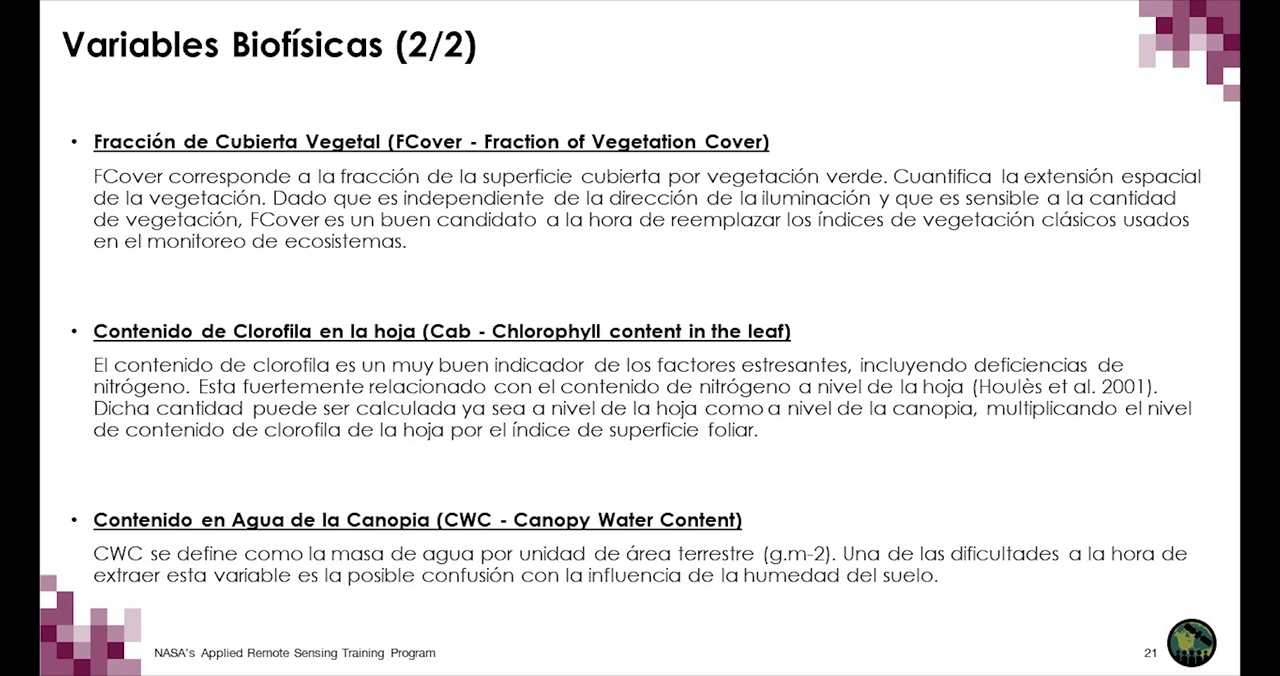 Variables Biofísicas (2/2)
• Fracción de Cubierta Vegetal (FCover - Fraction of Vegetation Cover)
FCover corresponde a la fracción de la superficie cubierta por vegetación verde. Cuantifica la extensión espacial
de la vegetación. Dado que es independiente de la dirección de la iluminación y que es sensible a la cantidad
de vegetación, FCover es un buen candidato a la hora de reemplazar los índices de vegetación clásicos usados
en el monitoreo de ecosistemas.
• Contenido de Clorofila en la hoja (Cab - Chlorophyll content in the leaf)
El contenido de clorofila es un muy buen indicador de los factores estresantes, incluyendo deficiencias de
nitrógeno. Esta fuertemente relacionado con el contenido de nitrógeno a nivel de la hoja (Houlès et al. 2001).
Dicha cantidad puede ser calculada ya sea a nivel de la hoja como a nivel de la canopia, multiplicando el nivel
de contenido de clorofila de la hoja por el índice de superficie foliar.
• Contenido en Agua de la Canopia (CWC - Canopy Water Content)
CWC se define como la masa de agua por unidad de área terrestre (g.m-2). Una de las dificultades a la hora de
extraer esta variable es la posible confusión con la influencia de la humedad del suelo.
NASA's Applied Remote Sensing Training Program
21